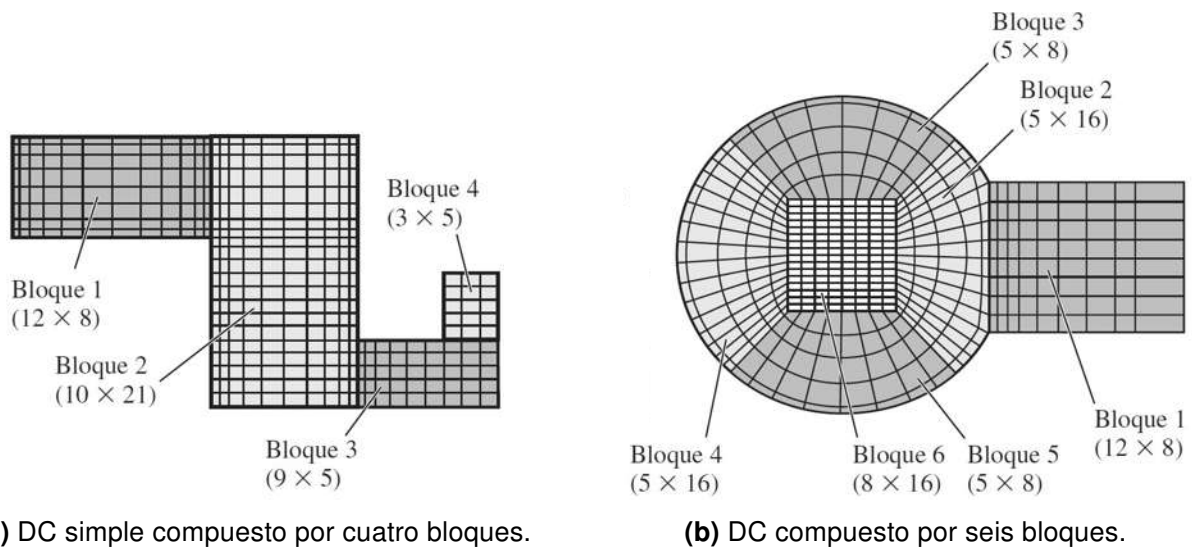 Bloque 4
(3 × 5)
Bloque 1
(12 × 8)
Bloque 2
(10 × 21)
Bloque 3
(9 × 5)
) DC simple compuesto por cuatro bloques.
Bloque 3
(5 × 8)
Bloque 2
(5 × 16)
Bloque 1
(12 × 8)
Bloque 4
(5 × 16)
Bloque 6
(8 × 16)
Bloque 5
(5 × 8)
(b) DC compuesto por seis bloques.